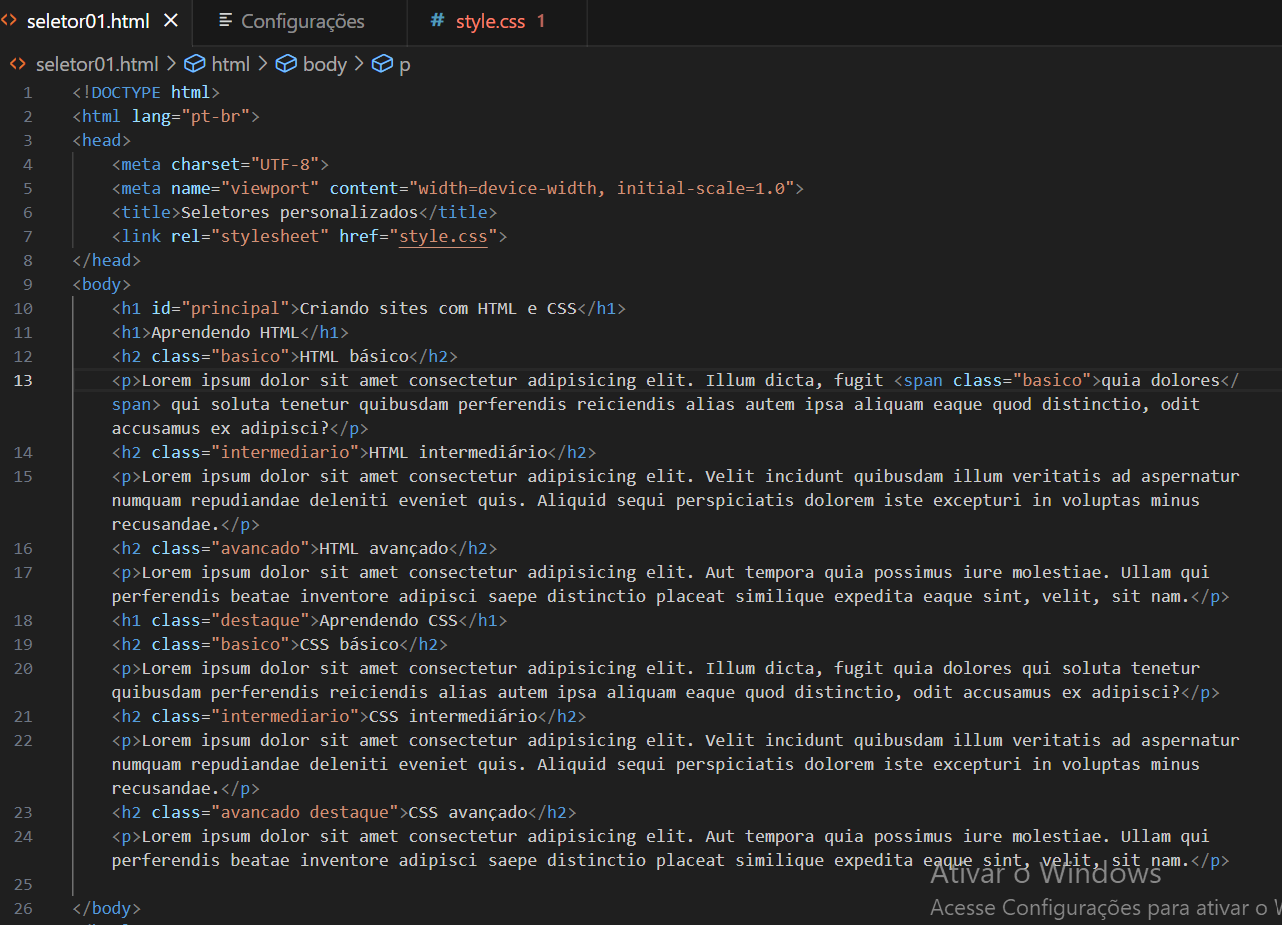 seletor01.html Configurações # style.css 1
seletor01.html > html > body > p
1 <!DOCTYPE html>
2 <html lang="pt-br">
3 <head>
4 <meta charset="UTF-8">
5 <meta name="viewport" content="width=device-width, initial-scale=1.0">
6 <title>Seletores personalizados</title>
7 <link rel="stylesheet" href="style.css">
8 </head>
9 <body>
10 <h1 id="principal">Criando sites com HTML e CSS</h1>
11 <h1>Aprendendo HTML</h1>
12 <h2 class="basico">HTML básico</h2>
13 <p>Lorem ipsum dolor sit amet consectetur adipisicing elit. Illum dicta, fugit <span class="basico">quia dolores</
span> qui soluta tenetur quibusdam perferendis reiciendis alias autem ipsa aliquam eaque quod distinctio, odit
accusamus ex adipisci?</p>
14 <h2 class="intermediario">HTML intermediário</h2>
15 <p>Lorem ipsum dolor sit amet consectetur adipisicing elit. Velit incidunt quibusdam illum veritatis ad aspernatur
numquam repudiandae deleniti eveniet quis. Aliquid sequi perspiciatis dolorem iste excepturi in voluptas minus
recusandae.</p>
16 <h2 class="avancado">HTML avançado</h2>
17 <p>Lorem ipsum dolor sit amet consectetur adipisicing elit. Aut tempora quia possimus iure molestiae. Ullam qui
perferendis beatae inventore adipisci saepe distinctio placeat similique expedita eaque sint, velit, sit nam.</p>
18 <h1 class="destaque">Aprendendo CSS</h1>
19 <h2 class="basico">CSS básico</h2>
20 <p>Lorem ipsum dolor sit amet consectetur adipisicing elit. Illum dicta, fugit quia dolores qui soluta tenetur
quibusdam perferendis reiciendis alias autem ipsa aliquam eaque quod distinctio, odit accusamus ex adipisci?</p>
21 <h2 class="intermediario">CSS intermediário</h2>
22 <p>Lorem ipsum dolor sit amet consectetur adipisicing elit. Velit incidunt quibusdam illum veritatis ad aspernatur
numquam repudiandae deleniti eveniet quis. Aliquid sequi perspiciatis dolorem iste excepturi in voluptas minus
recusandae.</p>
23 <h2 class="avancado destaque">CSS avançado</h2>
24 <p>Lorem ipsum dolor sit amet consectetur adipisicing elit. Aut tempora quia possimus iure molestiae. Ullam qui
perferendis beatae inventore adipisci saepe distinctio placeat similique expedita eaque sint, velit, sit nam.</p>
Ativar o Windows
25
26 </body>
Acesse Configurações para ativar o